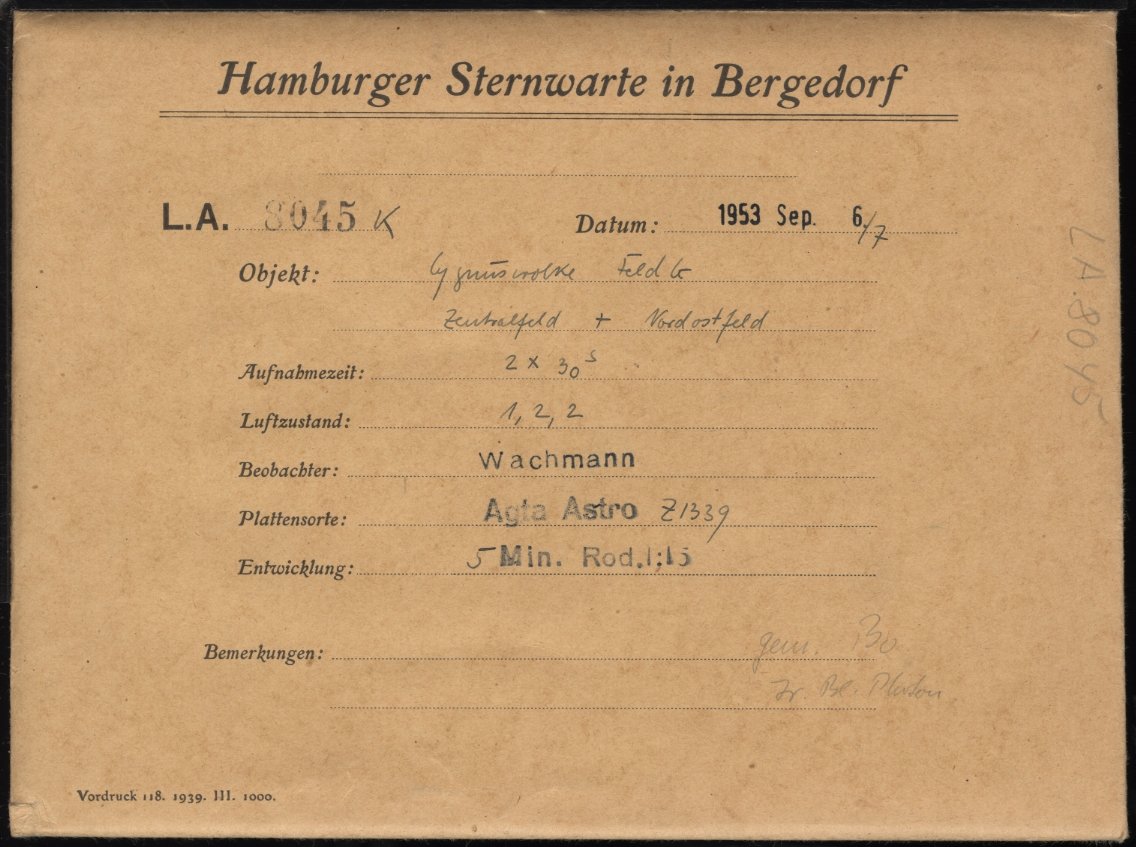 Hamburger Sternwarte in Bergedorf
L.A. 8045 K Datum: 1953 Sep. 6/7
Objekt: Cygnuswolke Feld
Zentralfeld + Nordostfeld
Aufnahmezeit: 2 x 30 s
Luftzustand: 1, 2, 2
Beobachter: Wachmann
Plattensorte: Agfa Astro Z1339
Entwicklung: 5 Min. Rod. 1:15
Bemerkungen: gem.
Vordruck 118. 1939. III. 1000.
LA 8045